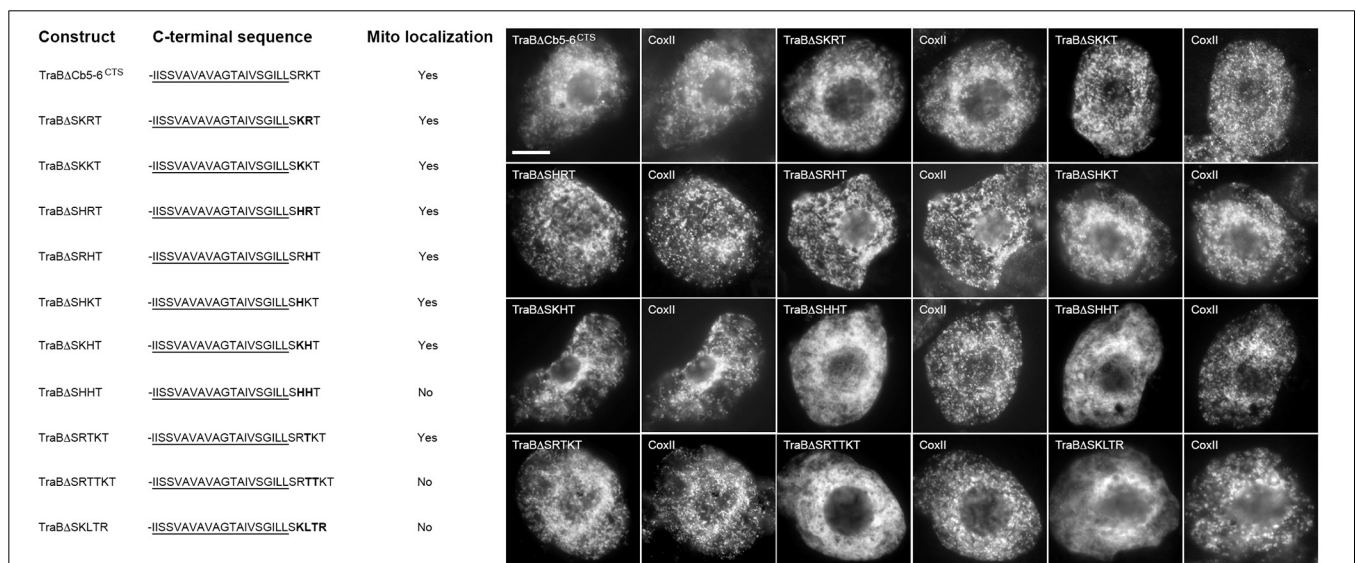 Construct C-terminal sequence Mito localization
TraBΔCb5-6CTS -IISSVAVAVAGTAIVSGILLSRKT Yes
TraBΔSKRT -IISSVAVAVAGTAIVSGILLSKRT Yes
TraBΔSKKT -IISSVAVAVAGTAIVSGILLSKKT Yes
TraBΔSHRT -IISSVAVAVAGTAIVSGILLSHRT Yes
TraBΔSRHT -IISSVAVAVAGTAIVSGILLSRHT Yes
TraBΔSHKT -IISSVAVAVAGTAIVSGILLSHKT Yes
TraBΔSKHT -IISSVAVAVAGTAIVSGILLSKHT Yes
TraBΔSHHT -IISSVAVAVAGTAIVSGILLSHHT No
TraBΔSRTKT -IISSVAVAVAGTAIVSGILLSRTKT Yes
TraBΔSRTTKT -IISSVAVAVAGTAIVSGILLSRTTKT No
TraBΔSKLTR -IISSVAVAVAGTAIVSGILLSKLTR No
TraBΔCb5-6CTS CoxII TraBΔSKRT CoxII TraBΔSKKT CoxII
TraBΔSHRT CoxII TraBΔSRHT CoxII TraBΔSHKT CoxII
TraBΔSKHT CoxII TraBΔSHHT CoxII TraBΔSHHT CoxII
TraBΔSRTKT CoxII TraBΔSRTTKT CoxII TraBΔSKLTR CoxII